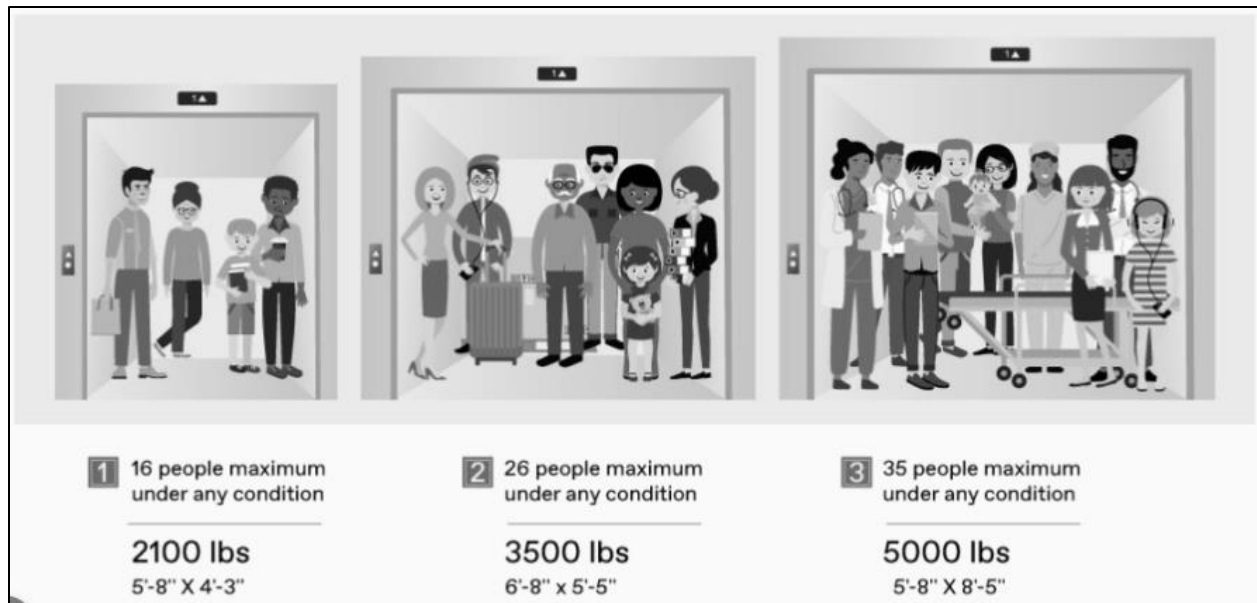 1▲
1▲
1▲
1 16 people maximum
under any condition
2100 lbs
5'-8" X 4'-3"
2 26 people maximum
under any condition
3500 lbs
6'-8" x 5'-5"
3 35 people maximum
under any condition
5000 lbs
5'-8" X 8'-5"